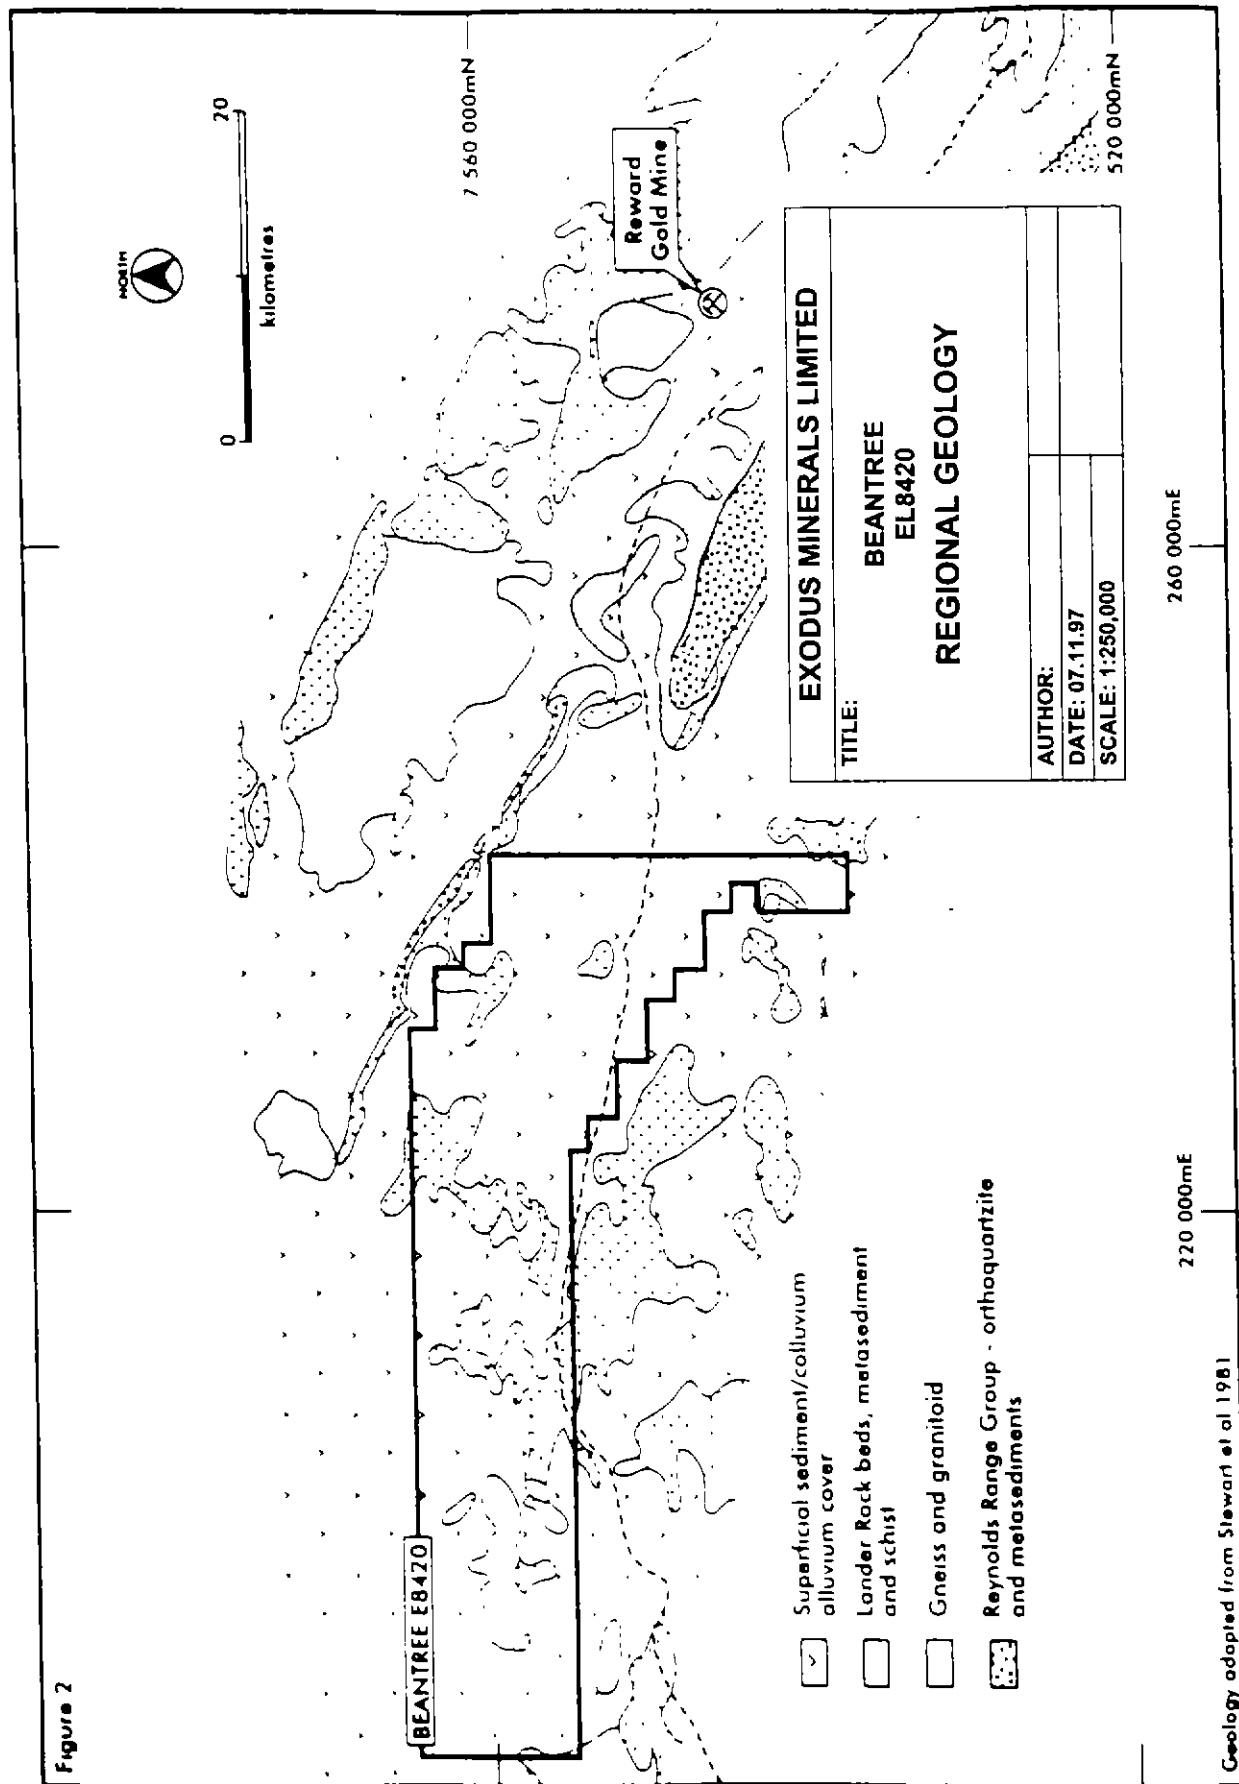 Figure 2
NORTH
0
20
kilometres
7 560 000mN
BEANTREE E8420
Reward
Gold Mine
EXODUS MINERALS LIMITED
TITLE:
BEANTREE
EL8420
REGIONAL GEOLOGY
AUTHOR:
DATE: 07.11.97
SCALE: 1:250,000
520 000mN
Superficial sediment/colluvium
alluvium cover
Lander Rock beds, metasediment
and schist
Gneiss and granitoid
Reynolds Range Group - orthoquartzite
and metasediments
220 000mE
260 000mE
Geology adapted from Stewart et al 1981